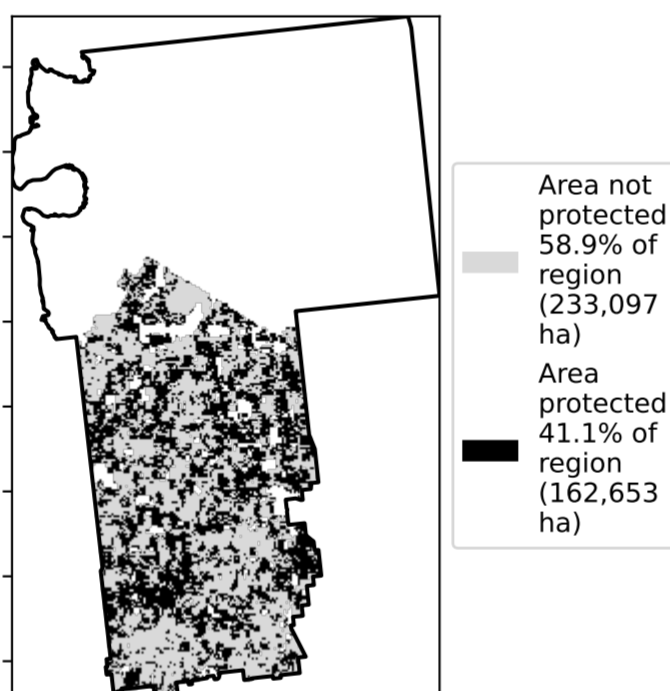 Area not
protected
58.9% of
region
(233,097
ha)
Area
protected
41.1% of
region
(162,653
ha)